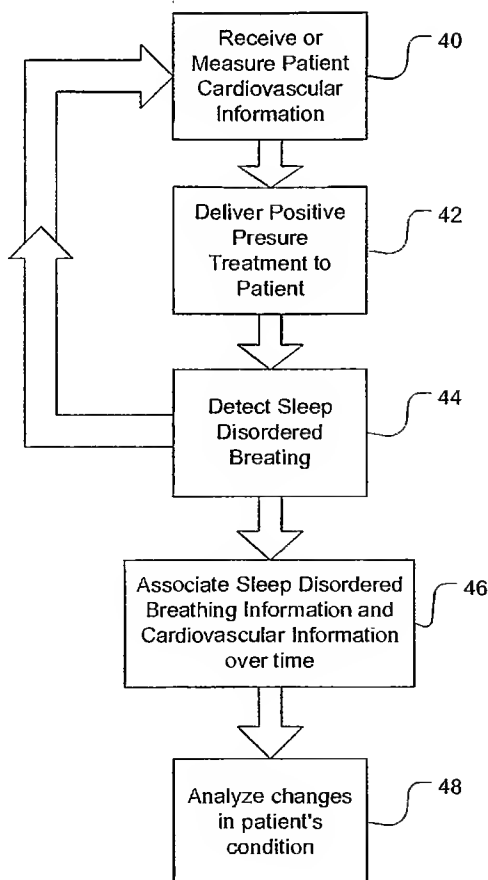 Receive or
Measure Patient
Cardiovascular
Information
40
Deliver Positive
Presure
Treatment to
Patient
42
Detect Sleep
Disordered
Breating
44
Associate Sleep Disordered
Breathing Information and
Cardiovascular Information
over time
46
Analyze changes
in patient's
condition
48